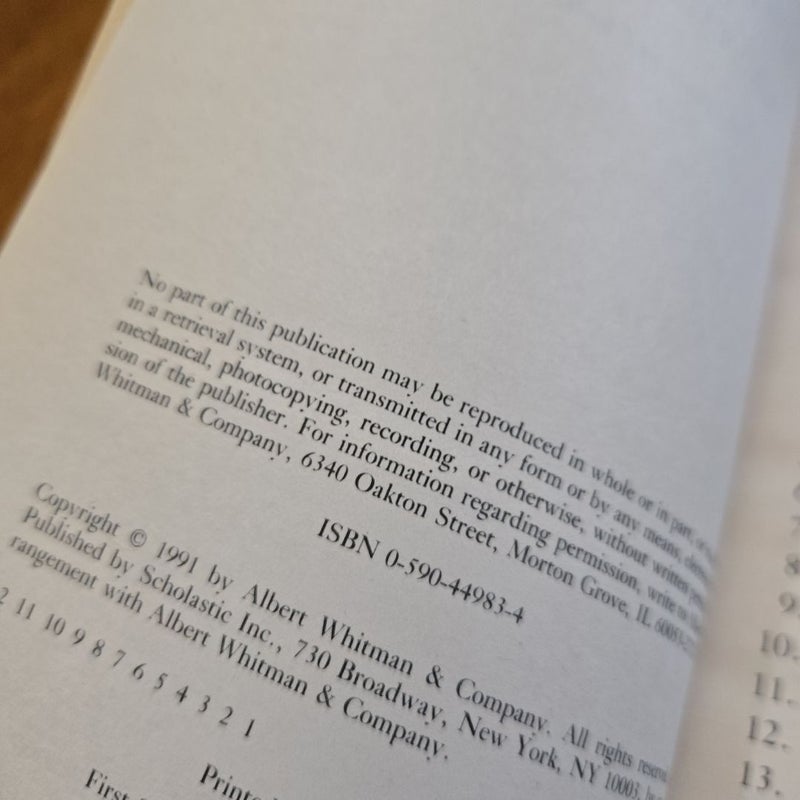 No part of this publication may be reproduced in whole or in part, or
in a retrieval system, or transmitted in any form or by any means,
mechanical, photocopying, recording, or otherwise, without written
sion of the publisher. For information regarding permission, write to
Whitman & Company, 6340 Oakton Street, Morton Grove, IL
ISBN 0-590-44983-4
Copyright © 1991 by Albert Whitman & Company. All rights
Published by Scholastic Inc., 730 Broadway, New York, NY 10003,
rangement with Albert Whitman & Company.
2 11 10 9 8 7 6 5 4 3 2 1
First
10.
11.
12.
13.